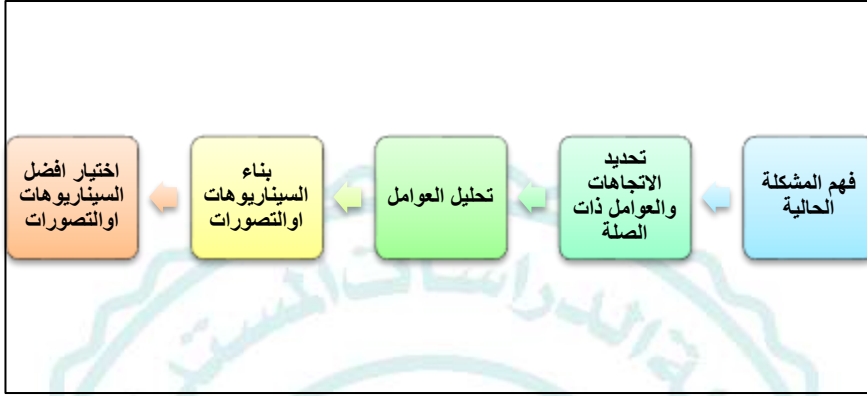 فهم المشكلة
الحالية
تحديد
الاتجاهات
والعوامل ذات
الصلة
تحليل العوامل
بناء
السيناريوهات
اوالتصورات
اختيار افضل
السيناريوهات
اوالتصورات